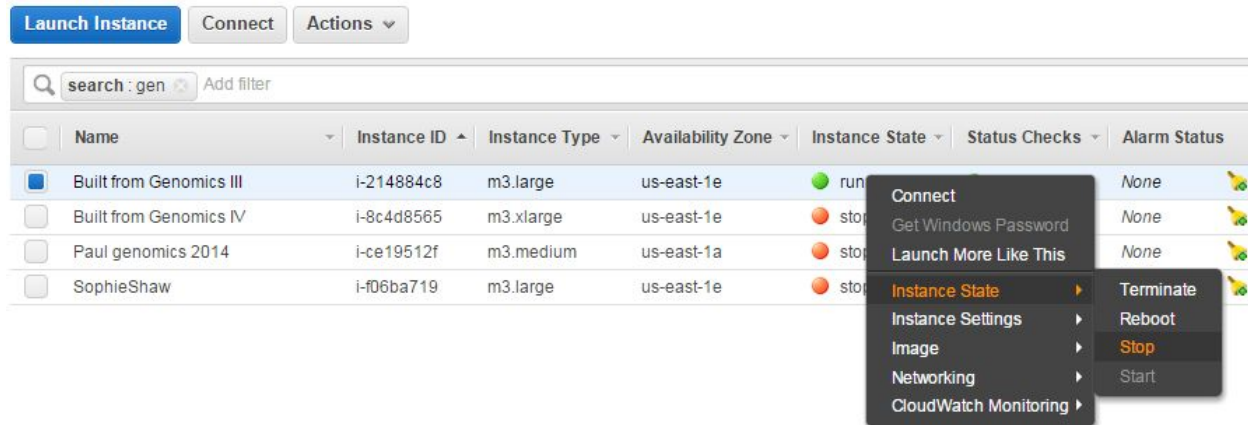 Launch Instance Connect Actions
search : gen Add filter
Name Instance ID Instance Type Availability Zone Instance State Status Checks Alarm Status
Built from Genomics III i-214884c8 m3.large us-east-1e run None
Built from Genomics IV i-8c4d8565 m3.xlarge us-east-1e stop None
Paul genomics 2014 i-ce19512f m3.medium us-east-1a stop None
SophieShaw i-f06ba719 m3.large us-east-1e stop
Connect
Get Windows Password
Launch More Like This
Instance State
Instance Settings
Image
Networking
CloudWatch Monitoring
Terminate
Reboot
Stop
Start